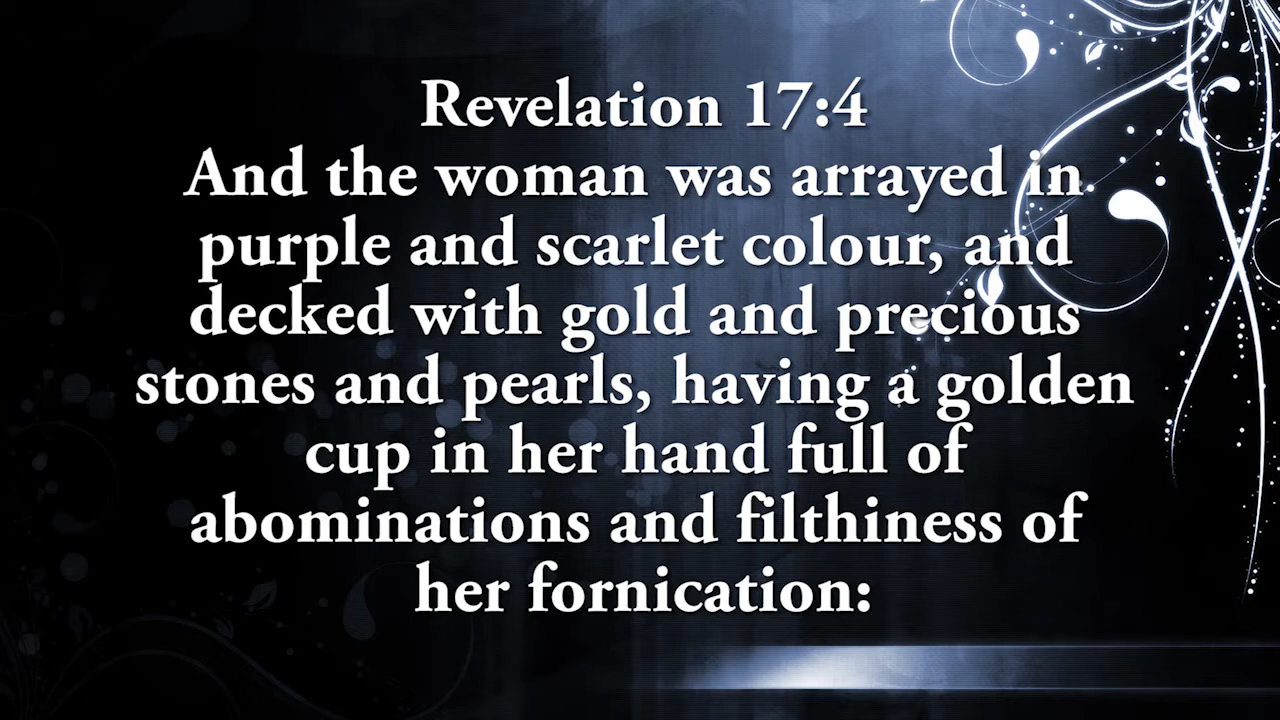 Revelation 17:4
And the woman was arrayed in
purple and scarlet colour, and
decked with gold and precious
stones and pearls, having a golden
cup in her hand full of
abominations and filthiness of
her fornication: